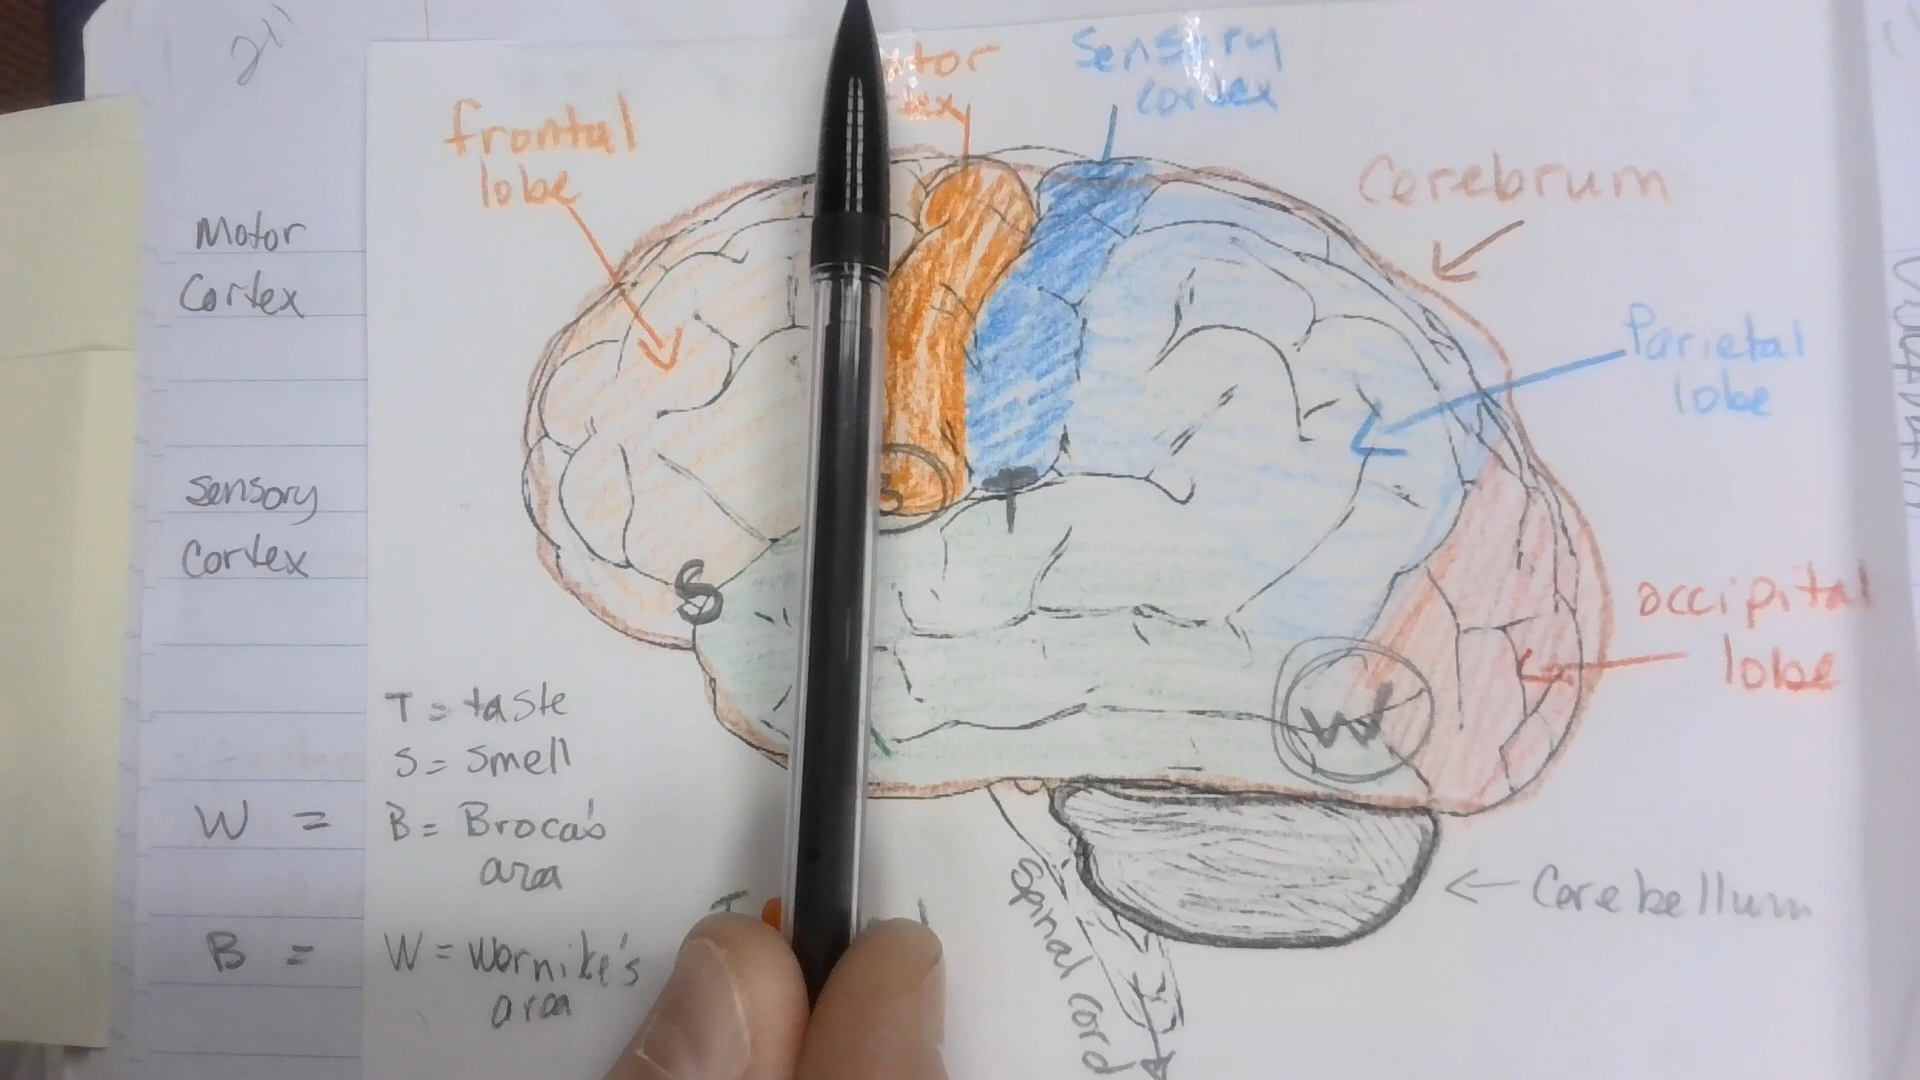 Sensory
cortex
frontal
lobe
Cerebrum
Motor
Cortex
Parietal
lobe
sensory
Cortex
T
S
occipital
lobe
W
T = taste
S = smell
W =
B = Broca's
area
Cerebellum
Spinal Cord
B =
W = Wornike's
area